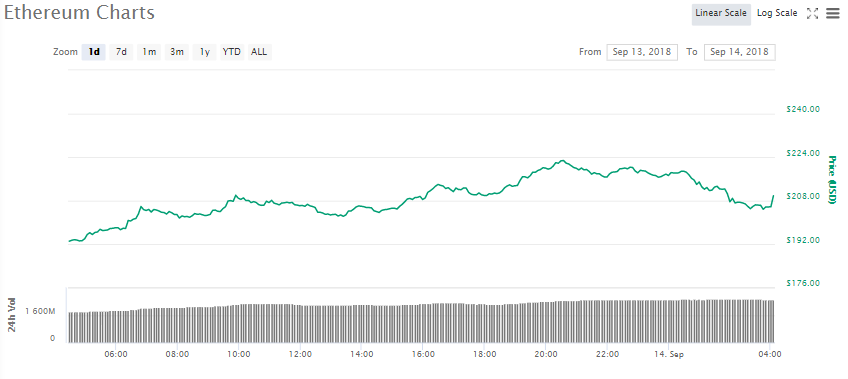 Ethereum Charts
Linear Scale Log Scale
Zoom 1d 7d 1m 3m 1y YTD ALL
From Sep 13, 2018 To Sep 14, 2018
$240.00
$224.00
$208.00
$192.00
$176.00
Price (USD)
24h Vol
1 600M
0
06:00 08:00 10:00 12:00 14:00 16:00 18:00 20:00 22:00 14. Sep 04:00